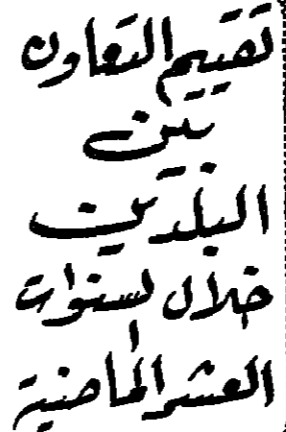 تقييم التعاون
بين
البلدين
خلال السنوات
العشر الماضية